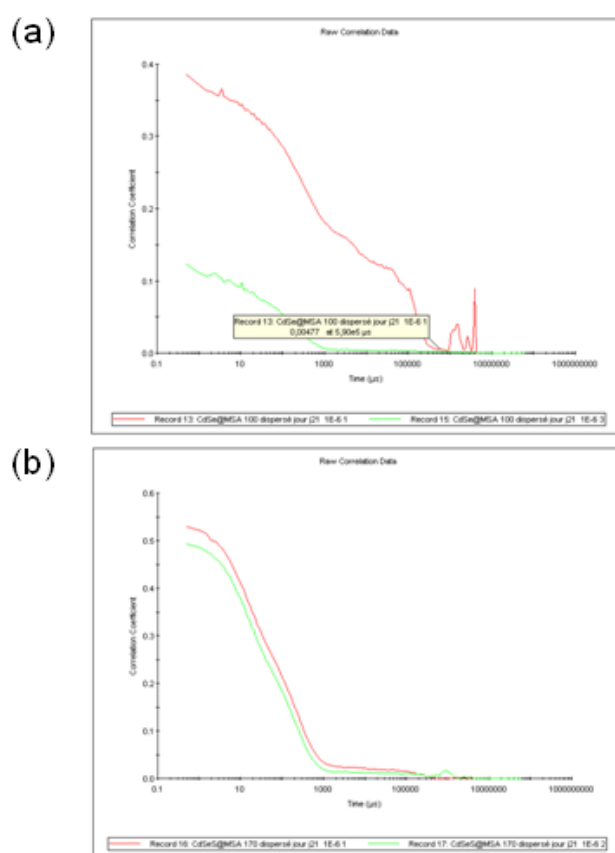 (a)
Raw Correlation Data
0.4
0.3
0.2
0.1
0.0
Correlation Coefficient
Record 13: CdSe@MSA 100 dispersé jour j21 1E-6 1
0,00477 at 5,90e5 µs
0.1 10 1000 100000 10000000 1000000000
Time (µs)
Record 13: CdSe@MSA 100 dispersé jour j21 1E-6 1 Record 15: CdSe@MSA 100 dispersé jour j21 1E-6 3
(b)
Raw Correlation Data
0.6
0.5
0.4
0.3
0.2
0.1
0.0
Correlation Coefficient
0.1 10 1000 100000 10000000 1000000000
Time (µs)
Record 16: CdSeS@MSA 170 dispersé jour j21 1E-6 1 Record 17: CdSeS@MSA 170 dispersé jour j21 1E-6 2